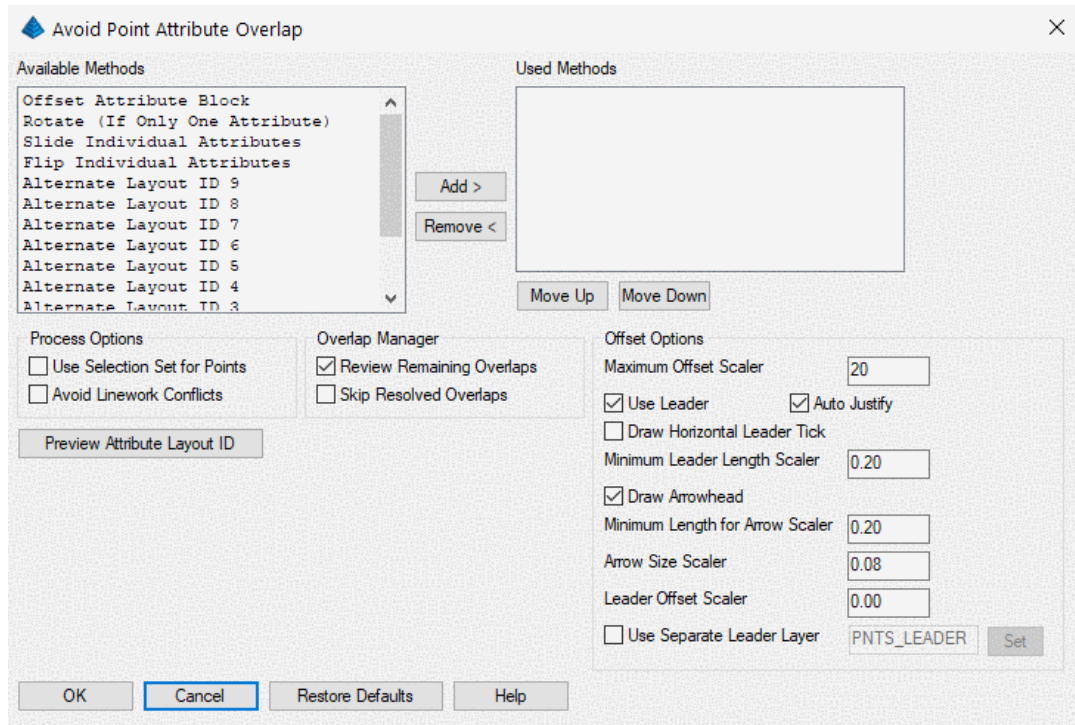 Avoid Point Attribute Overlap
Available Methods
Used Methods
Offset Attribute Block
Rotate (If Only One Attribute)
Slide Individual Attributes
Flip Individual Attributes
Alternate Layout ID 9
Alternate Layout ID 8
Alternate Layout ID 7
Alternate Layout ID 6
Alternate Layout ID 5
Alternate Layout ID 4
Alternate Layout ID 3
Add >
Remove <
Move Up
Move Down
Process Options
Use Selection Set for Points
Avoid Linework Conflicts
Overlap Manager
Review Remaining Overlaps
Skip Resolved Overlaps
Preview Attribute Layout ID
Offset Options
Maximum Offset Scaler 20
Use Leader Auto Justify
Draw Horizontal Leader Tick
Minimum Leader Length Scaler 0.20
Draw Arrowhead
Minimum Length for Arrow Scaler 0.20
Arrow Size Scaler 0.08
Leader Offset Scaler 0.00
Use Separate Leader Layer PNTS_LEADER Set
OK Cancel Restore Defaults Help